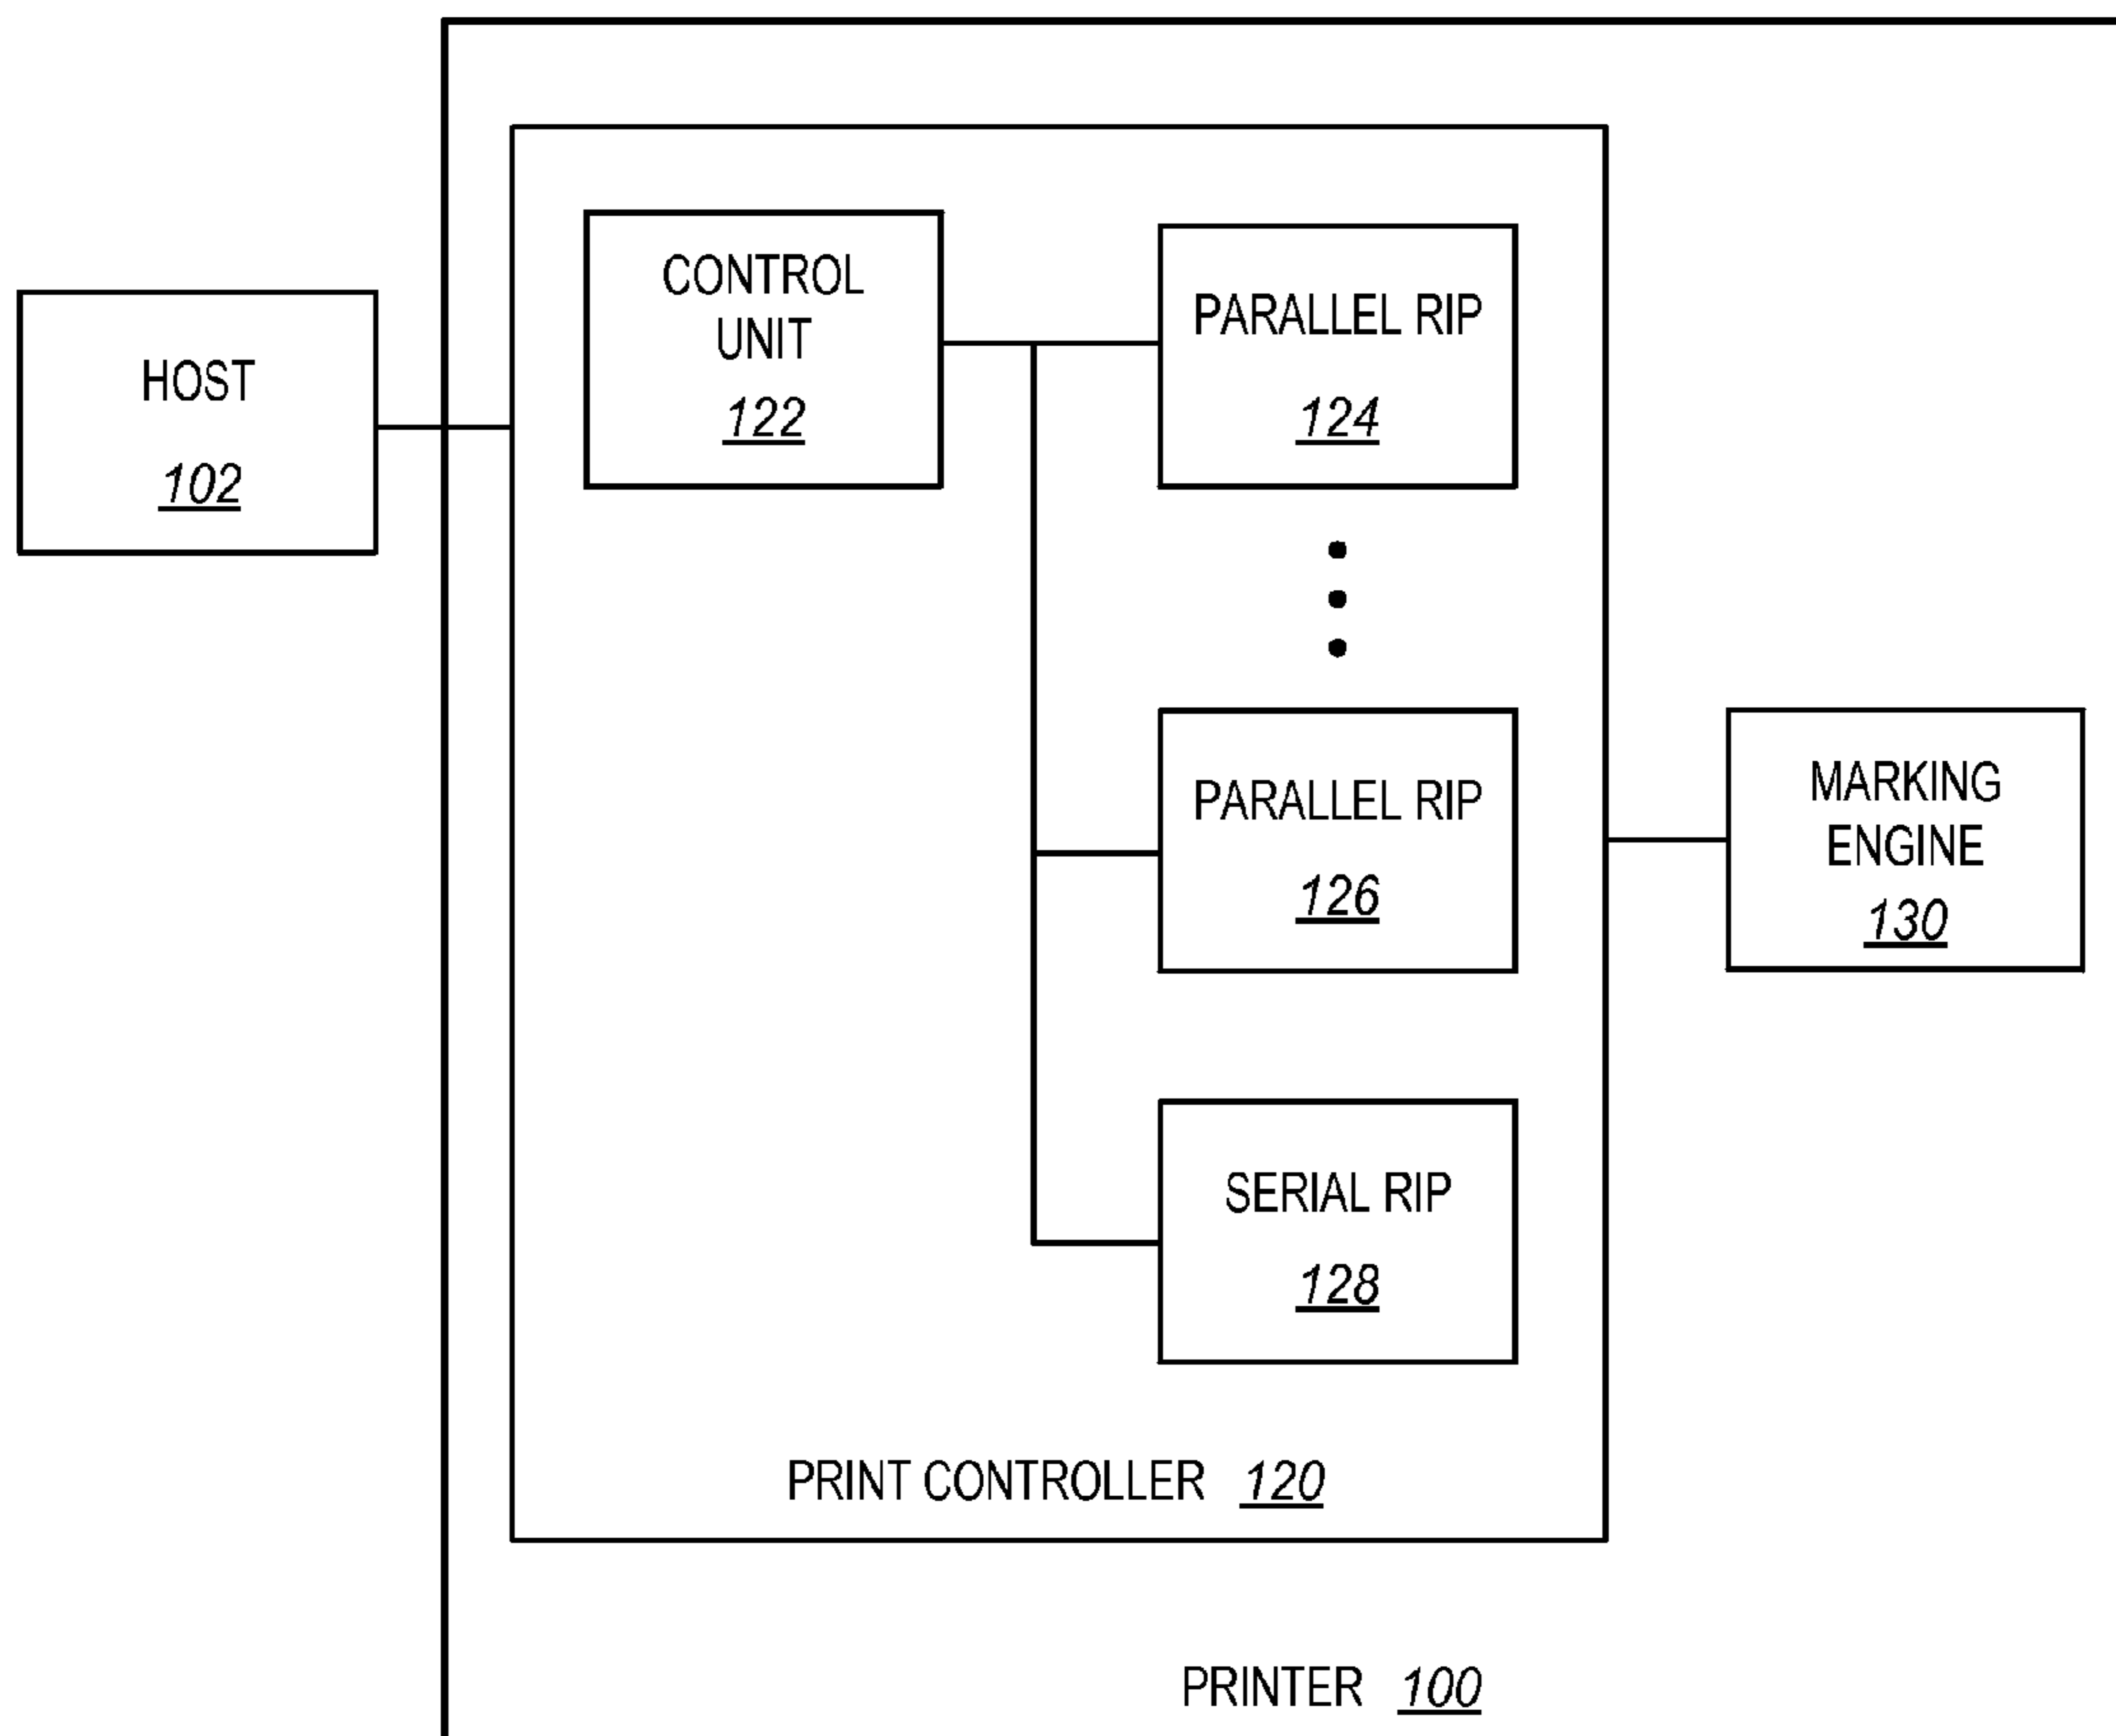 HOST
102
CONTROL
UNIT
122
PARALLEL RIP
124
PARALLEL RIP
126
SERIAL RIP
128
MARKING
ENGINE
130
PRINT CONTROLLER 120
PRINTER 100